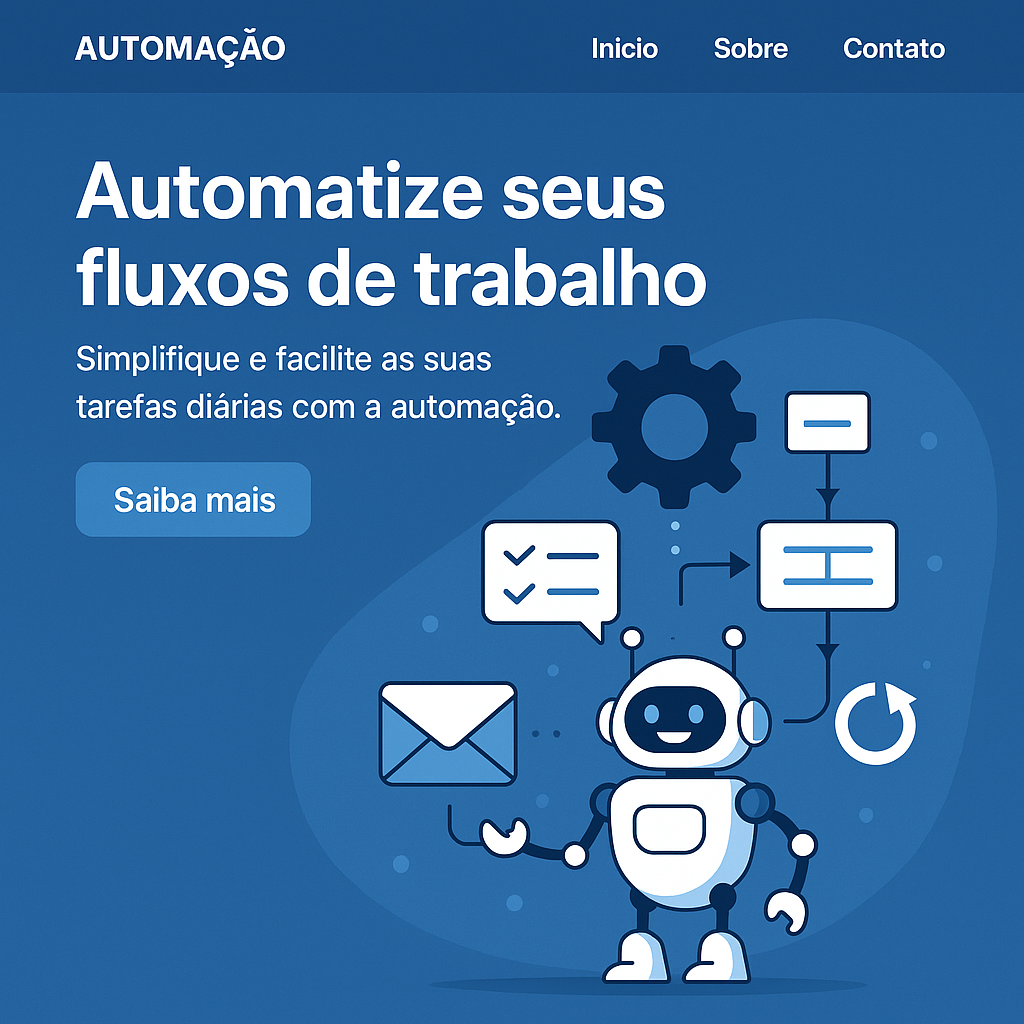 AUTOMAÇÃO
Inicio Sobre Contato
Automatize seus
fluxos de trabalho
Simplifique e facilite as suas
tarefas diárias com a automação.
Saiba mais